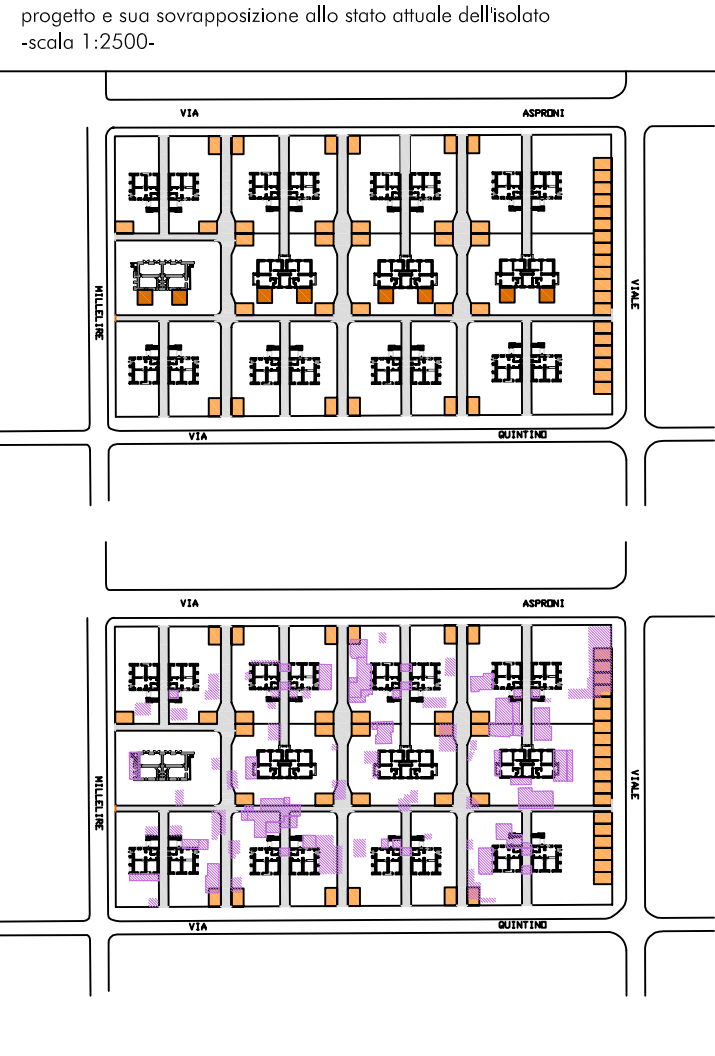 progetto e sua sovrapposizione allo stato attuale dell'isolato
-scala 1:2500-
VIA ASPRONI
MILLELIRE
VIALE
VIA QUINTINO
VIA ASPRONI
MILLELIRE
VIALE
VIA QUINTINO